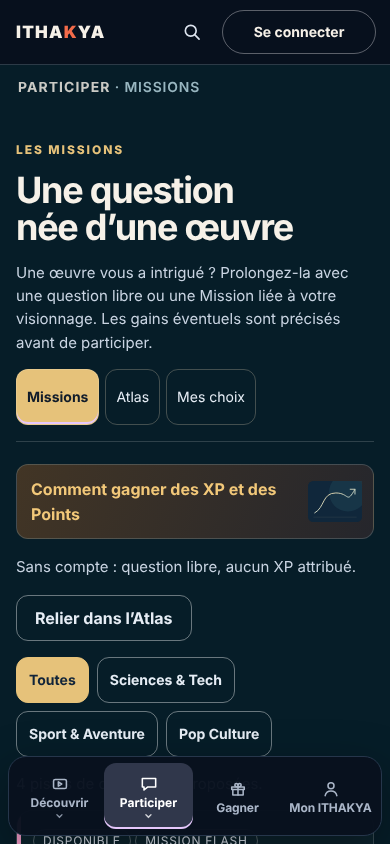 ITHAKYA
Se connecter
PARTICIPER · MISSIONS
LES MISSIONS
Une question
née d’une œuvre
Une œuvre vous a intrigué ? Prolongez-la avec
une question libre ou une Mission liée à votre
visionnage. Les gains éventuels sont précisés
avant de participer.
Missions
Atlas
Mes choix
Comment gagner des XP et des
Points
Sans compte : question libre, aucun XP attribué.
Relier dans l’Atlas
Toutes
Sciences & Tech
Sport & Aventure
Pop Culture
Découvrir
Participer
Gagner
Mon ITHAKYA
DISPONIBLE
MISSION FLASH